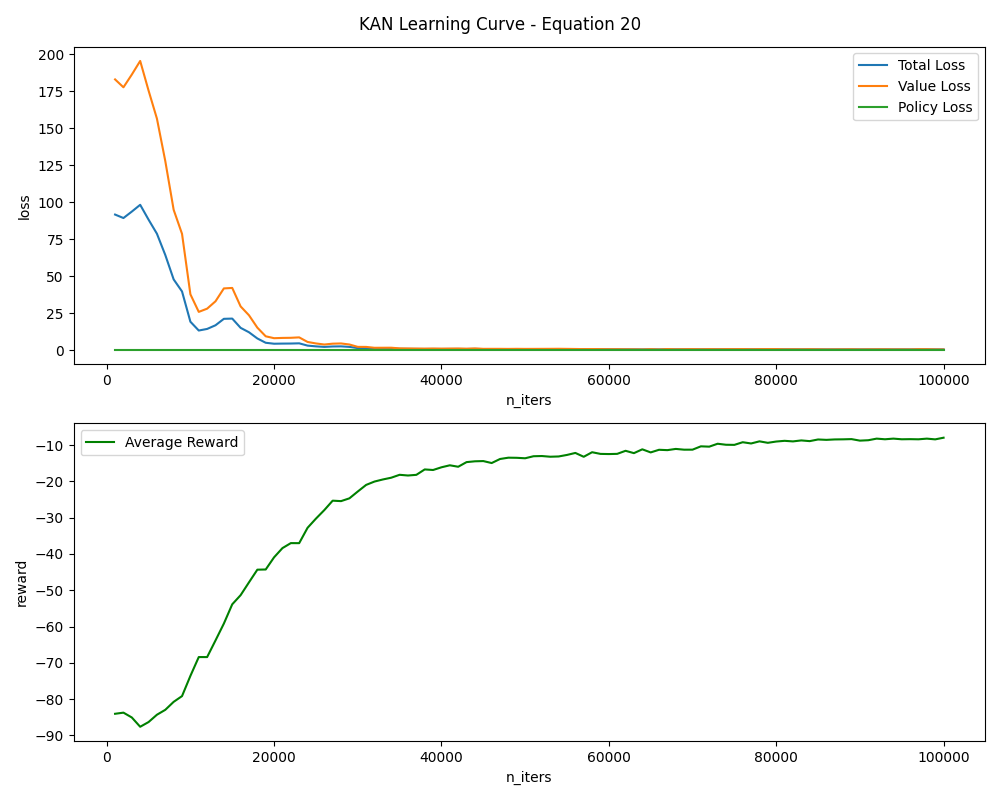 KAN Learning Curve - Equation 20
200
175
150
125
100
75
50
25
0
loss
Total Loss
Value Loss
Policy Loss
0 20000 40000 60000 80000 100000
n_iters
−10
−20
−30
−40
−50
−60
−70
−80
−90
reward
Average Reward
0 20000 40000 60000 80000 100000
n_iters